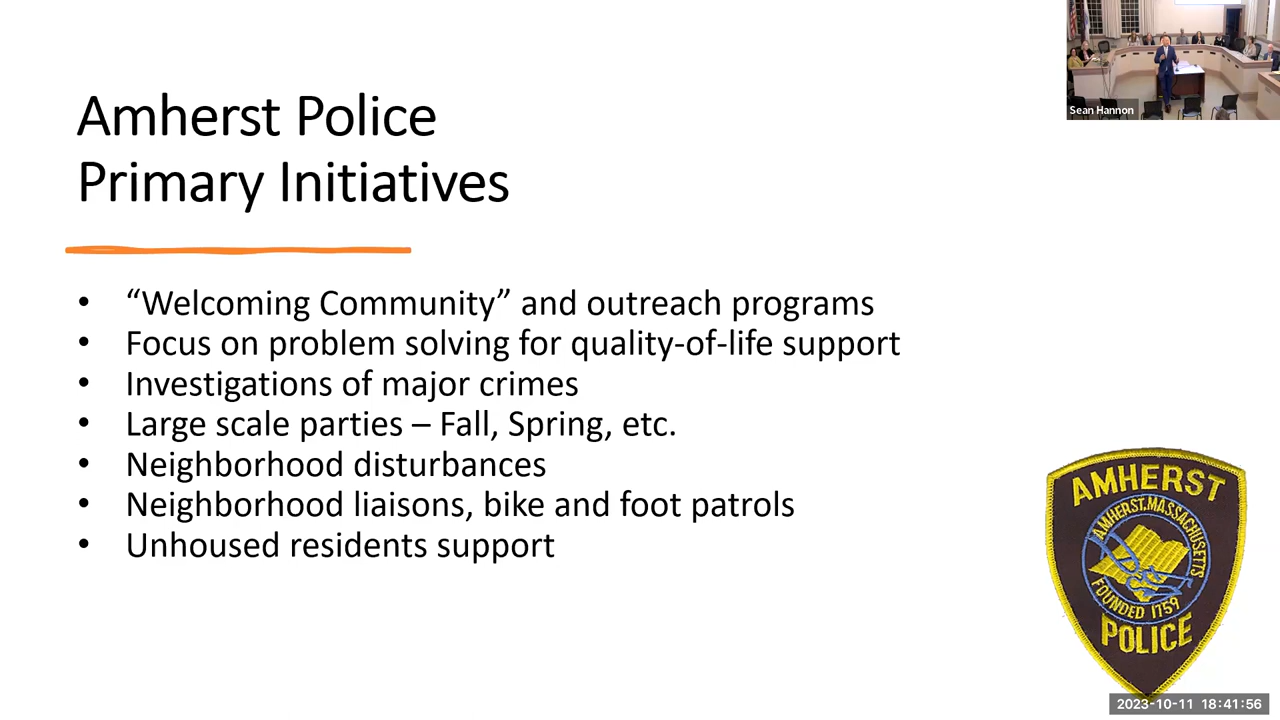 Sean Hannon
Amherst Police
Primary Initiatives
• “Welcoming Community” and outreach programs
• Focus on problem solving for quality-of-life support
• Investigations of major crimes
• Large scale parties – Fall, Spring, etc.
• Neighborhood disturbances
• Neighborhood liaisons, bike and foot patrols
• Unhoused residents support
AMHERST
AMHERST, MASSACHUSETTS
FOUNDED 1759
POLICE
2023-10-11 18:41:56